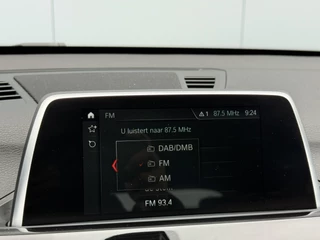 FM 1 87.5 MHz 9:24
U luistert naar 87.5 MHz
DAB/DMB
FM
AM
FM 93.4